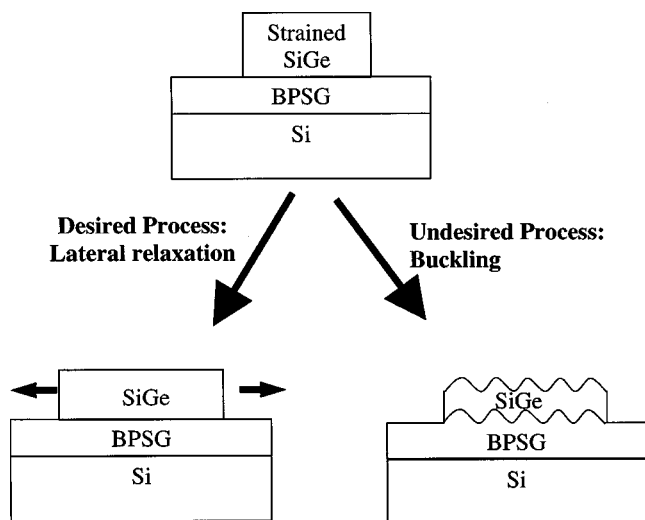 Strained
SiGe
BPSG
Si
Desired Process:
Lateral relaxation
Undesired Process:
Buckling
SiGe
BPSG
Si
SiGe
BPSG
Si